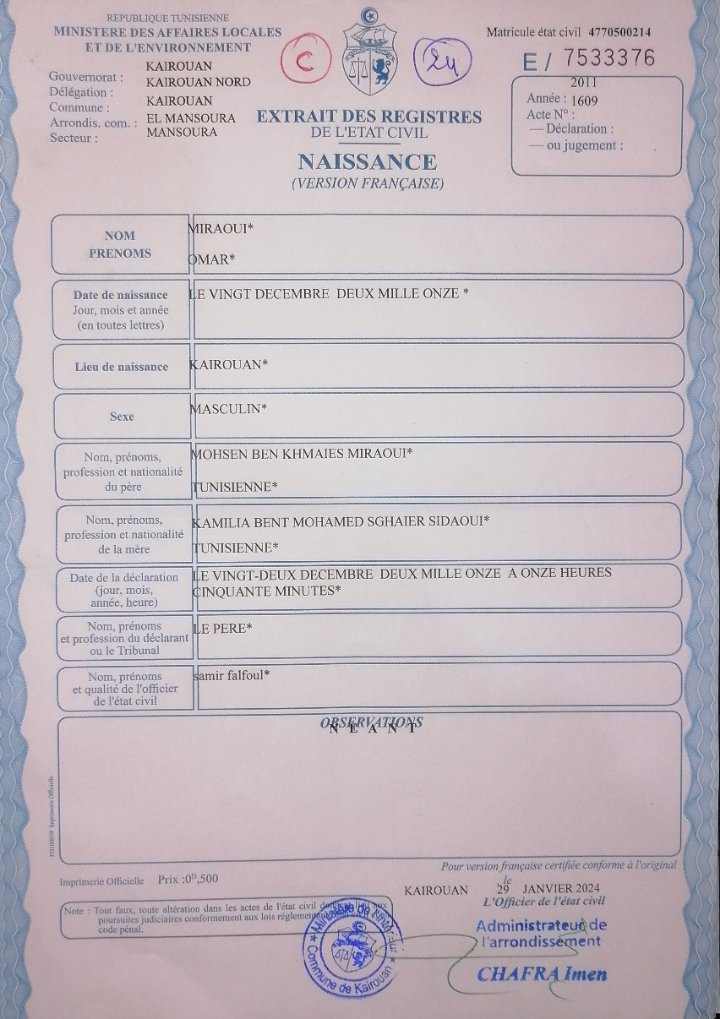 REPUBLIQUE TUNISIENNE
MINISTERE DES AFFAIRES LOCALES
ET DE L'ENVIRONNEMENT
Gouvernorat : KAIROUAN
Délégation : KAIROUAN NORD
Commune : KAIROUAN
Arrondis. com. : EL MANSOURA
Secteur : MANSOURA
C
24
Matricule état civil 4770500214
E / 7533376
2011
Année : 1609
Acte N° :
— Déclaration :
— ou jugement :
EXTRAIT DES REGISTRES
DE L'ETAT CIVIL
NAISSANCE
(VERSION FRANÇAISE)
NOM MIRAOUI*
PRENOMS OMAR*
Date de naissance LE VINGT DECEMBRE DEUX MILLE ONZE *
Jour, mois et année
(en toutes lettres)
Lieu de naissance KAIROUAN*
Sexe MASCULIN*
Nom, prénoms, MOHSEN BEN KHMAIES MIRAOUI*
profession et nationalité
du père TUNISIENNE*
Nom, prénoms, KAMILIA BENT MOHAMED SGHAIER SIDAOUI*
profession et nationalité
de la mère TUNISIENNE*
Date de la déclaration LE VINGT-DEUX DECEMBRE DEUX MILLE ONZE A ONZE HEURES
(jour, mois, CINQUANTE MINUTES*
année, heure)
Nom, prénoms LE PERE*
et profession du déclarant
ou le Tribunal
Nom, prénoms samir falfoul*
et qualité de l'officier
de l'état civil
OBSERVATIONS
N E A N T
Imprimerie Officielle Prix :0ᴰ,500
Pour version française certifiée conforme à l'original
KAIROUAN le 29 JANVIER 2024
L'Officier de l'état civil
Note : Tout faux, toute altération dans les actes de l'état civil
poursuites judiciaires conformement aux lois
code pénal.
Commune de Kairouan
Administrateur de
l'arrondissement
CHAFRA Imen